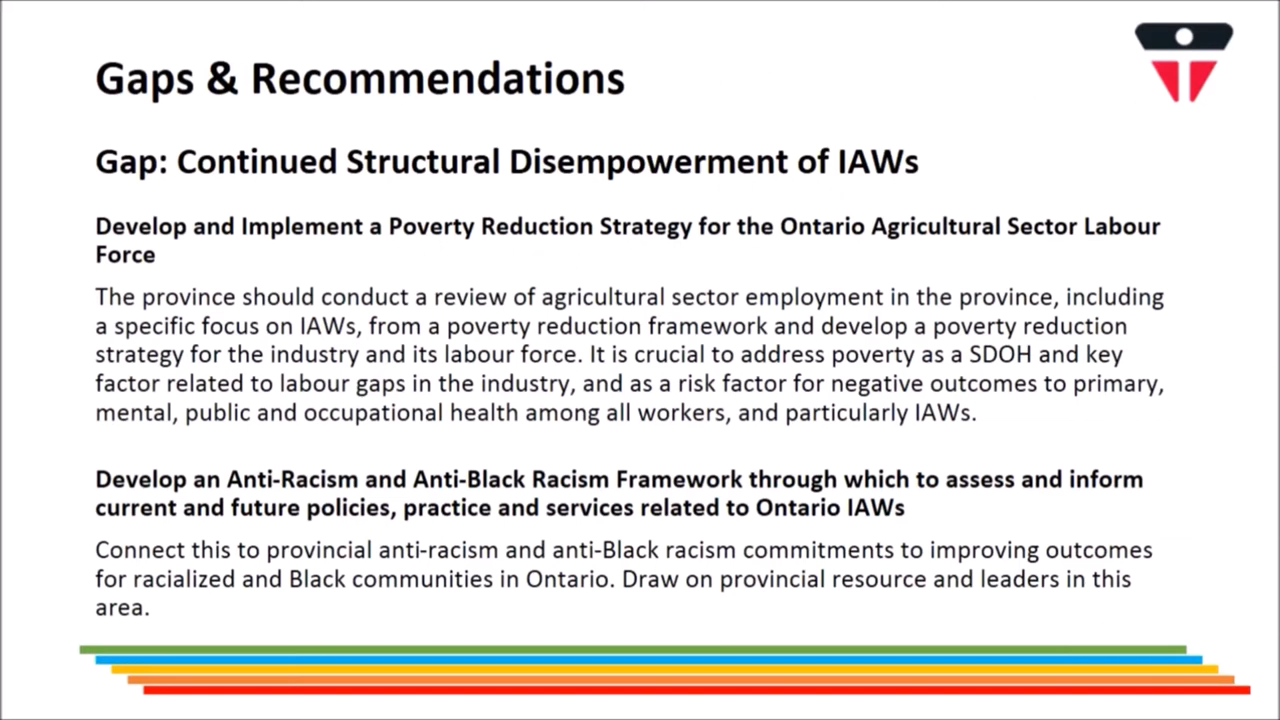 Gaps & Recommendations
Gap: Continued Structural Disempowerment of IAWs
Develop and Implement a Poverty Reduction Strategy for the Ontario Agricultural Sector Labour
Force
The province should conduct a review of agricultural sector employment in the province, including
a specific focus on IAWs, from a poverty reduction framework and develop a poverty reduction
strategy for the industry and its labour force. It is crucial to address poverty as a SDOH and key
factor related to labour gaps in the industry, and as a risk factor for negative outcomes to primary,
mental, public and occupational health among all workers, and particularly IAWs.
Develop an Anti-Racism and Anti-Black Racism Framework through which to assess and inform
current and future policies, practice and services related to Ontario IAWs
Connect this to provincial anti-racism and anti-Black racism commitments to improving outcomes
for racialized and Black communities in Ontario. Draw on provincial resource and leaders in this
area.